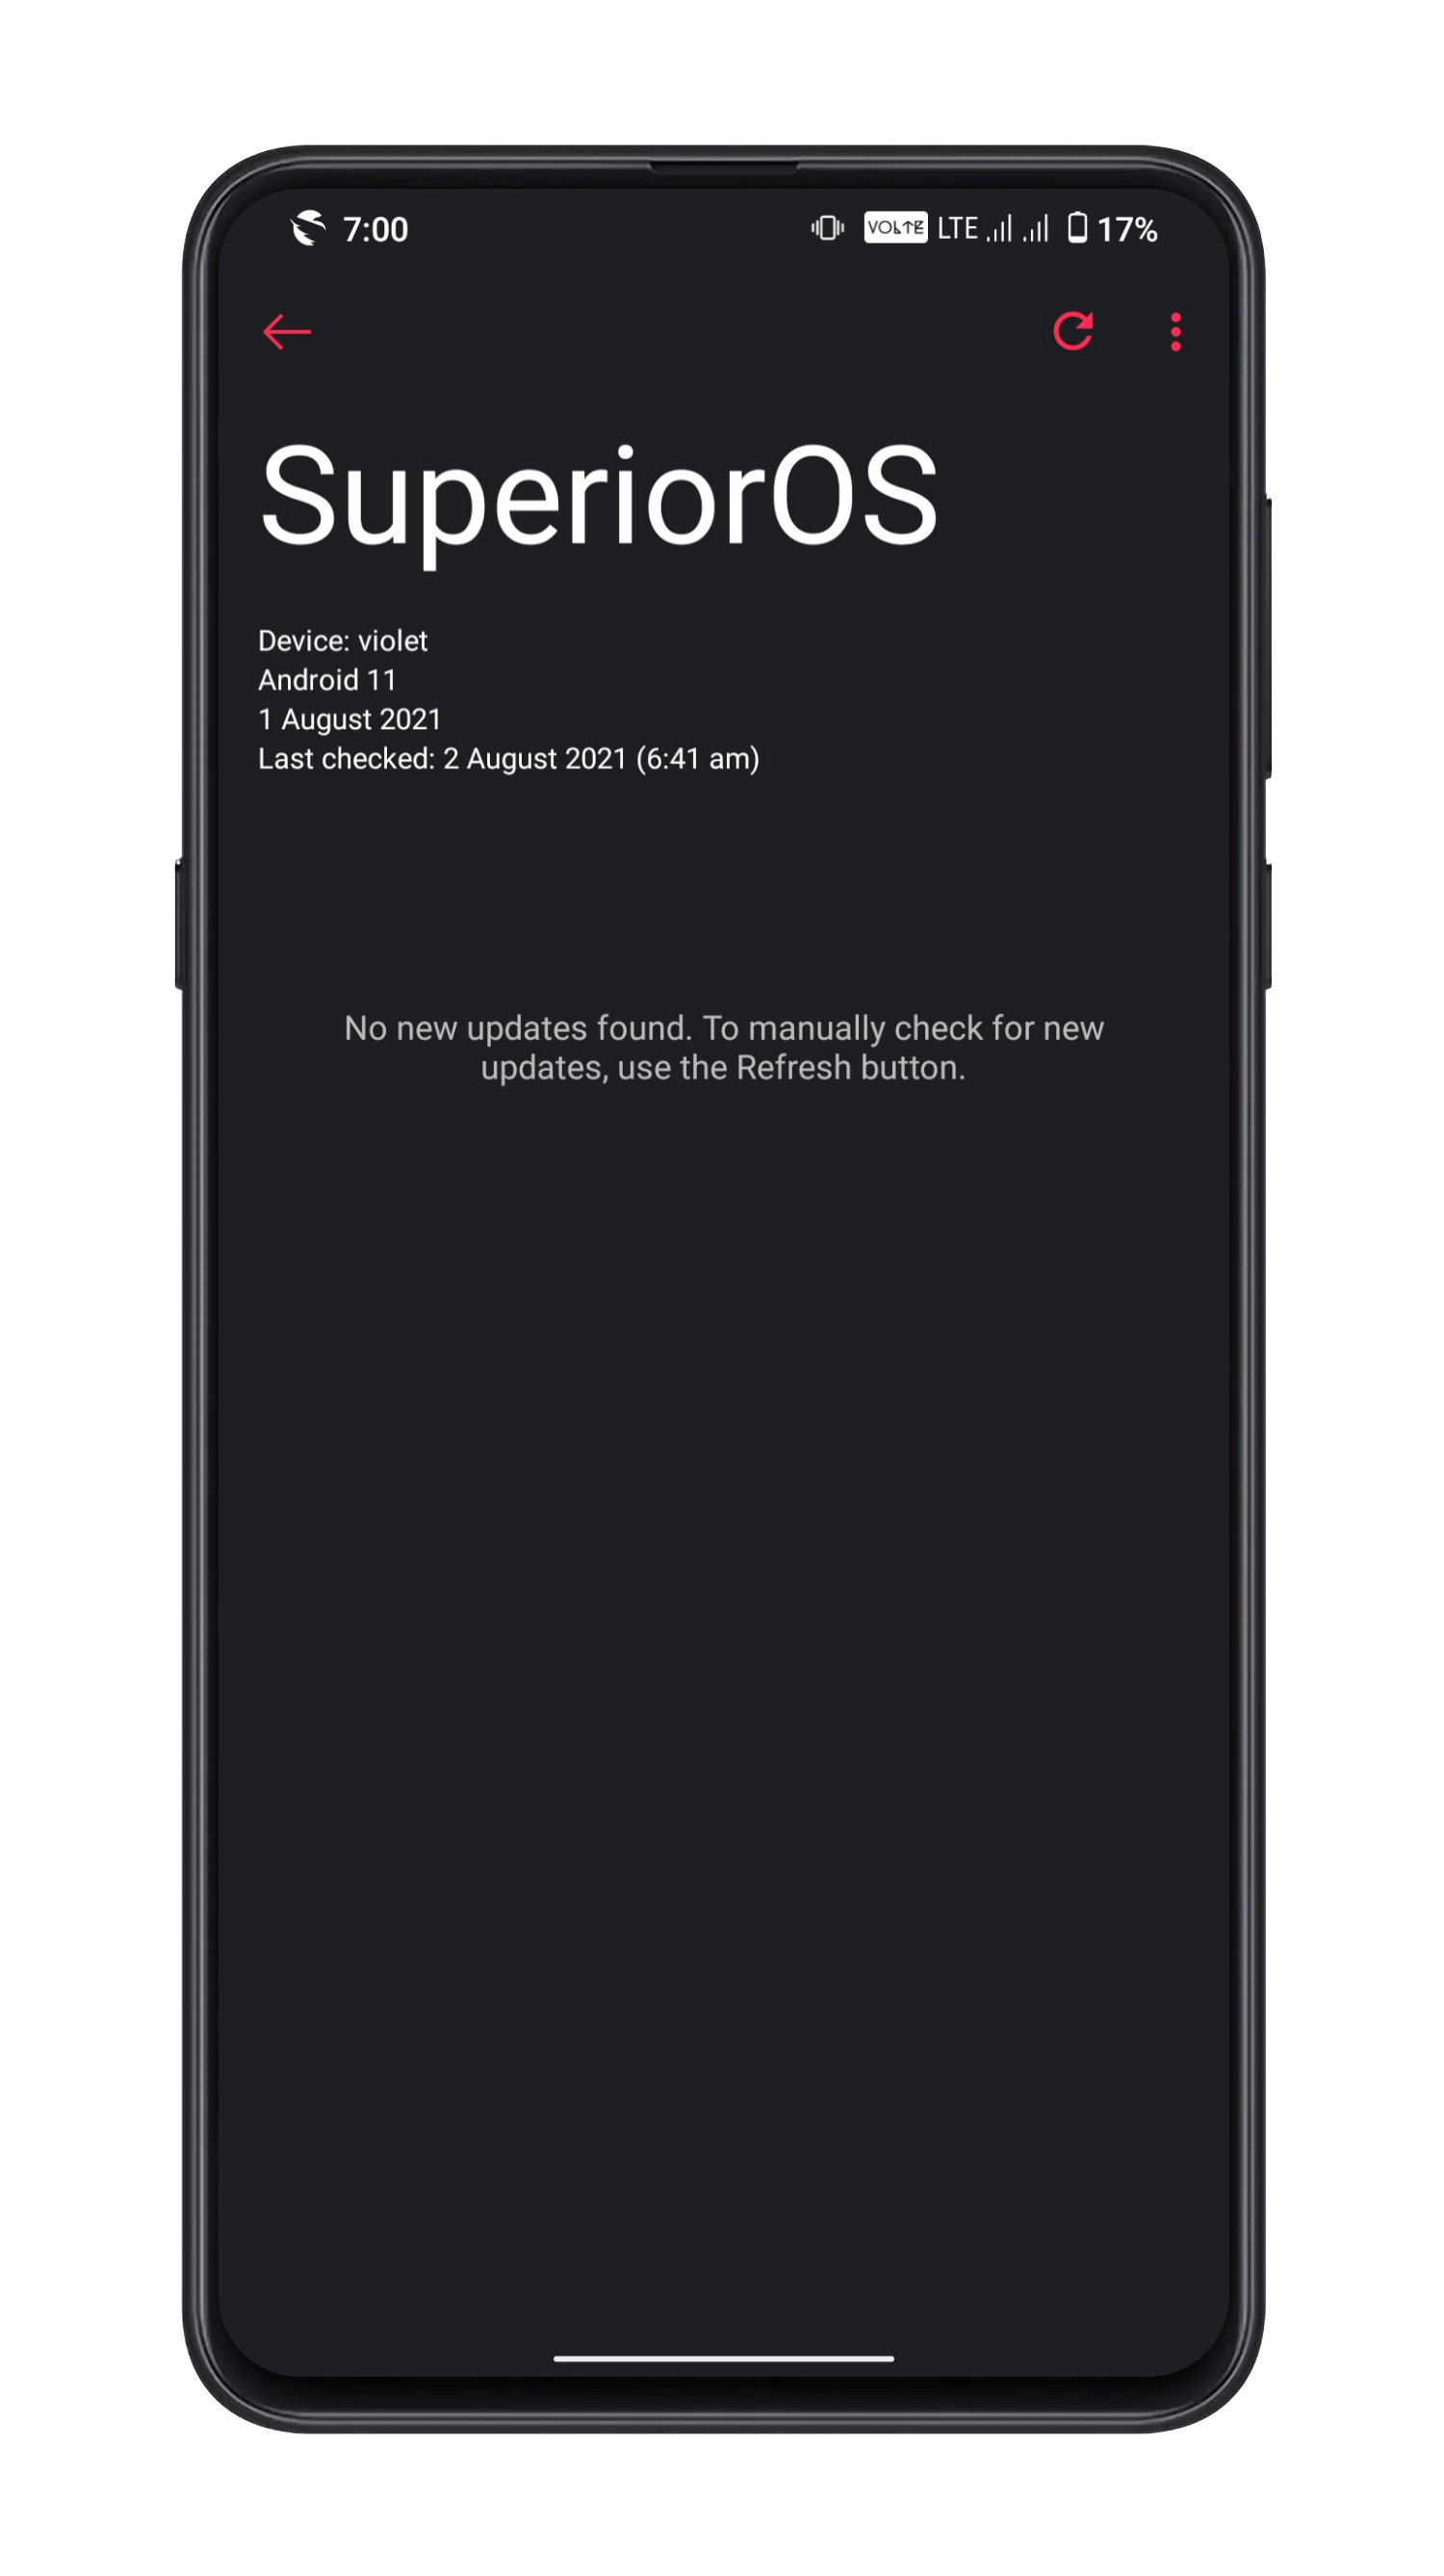 7:00 VOLTE LTE 17%
SuperiorOS
Device: violet
Android 11
1 August 2021
Last checked: 2 August 2021 (6:41 am)
No new updates found. To manually check for new
updates, use the Refresh button.